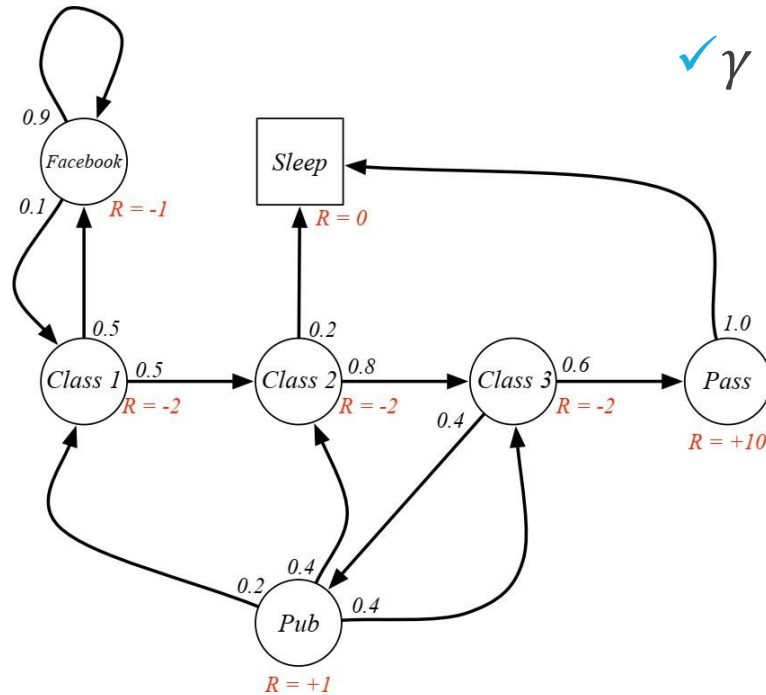 ✓γ
0.9
Facebook
0.1
R = -1
Sleep
R = 0
0.5
0.2
1.0
Class 1
0.5
R = -2
Class 2
0.8
R = -2
Class 3
0.6
R = -2
0.4
Pass
R = +10
0.2
0.4
0.4
Pub
R = +1